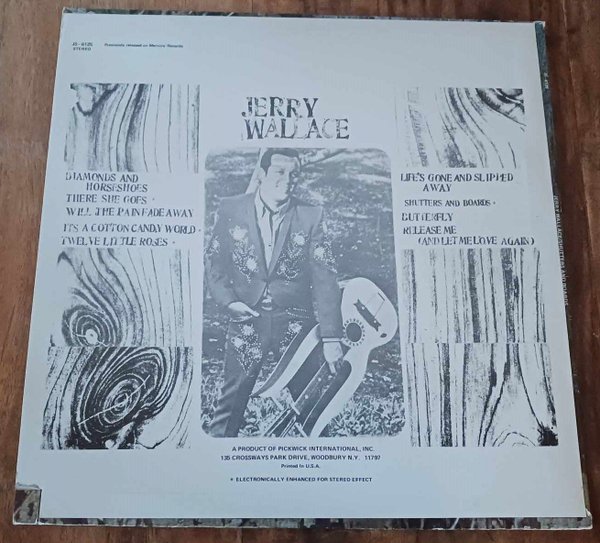 JS-6125
STEREO
Previously released on Mercury Records
JERRY
WALLACE
DIAMONDS AND
HORSESHOES
THERE SHE GOES *
WILL THE PAIN FADE AWAY
ITS A COTTON CANDY WORLD *
TWELVE LITTLE ROSES *
LIFE'S GONE AND SLIPPED
AWAY
SHUTTERS AND BOARDS *
BUTTERFLY
RELEASE ME
(AND LET ME LOVE AGAIN)
A PRODUCT OF PICKWICK INTERNATIONAL, INC.
135 CROSSWAYS PARK DRIVE, WOODBURY N.Y. 11797
Printed in U.S.A.
* ELECTRONICALLY ENHANCED FOR STEREO EFFECT